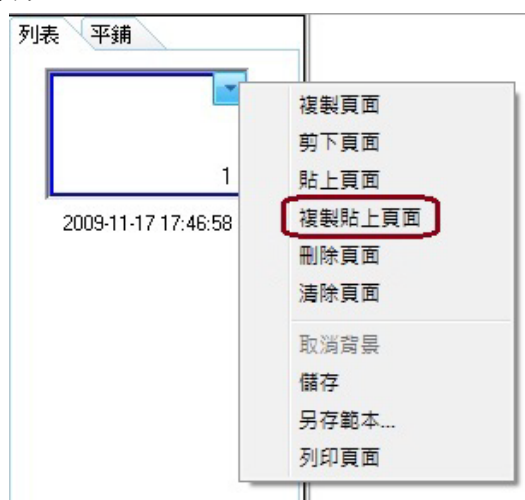 列表 平鋪
1
2009-11-17 17:46:58
複製頁面
剪下頁面
貼上頁面
複製貼上頁面
刪除頁面
清除頁面
取消背景
儲存
另存範本...
列印頁面